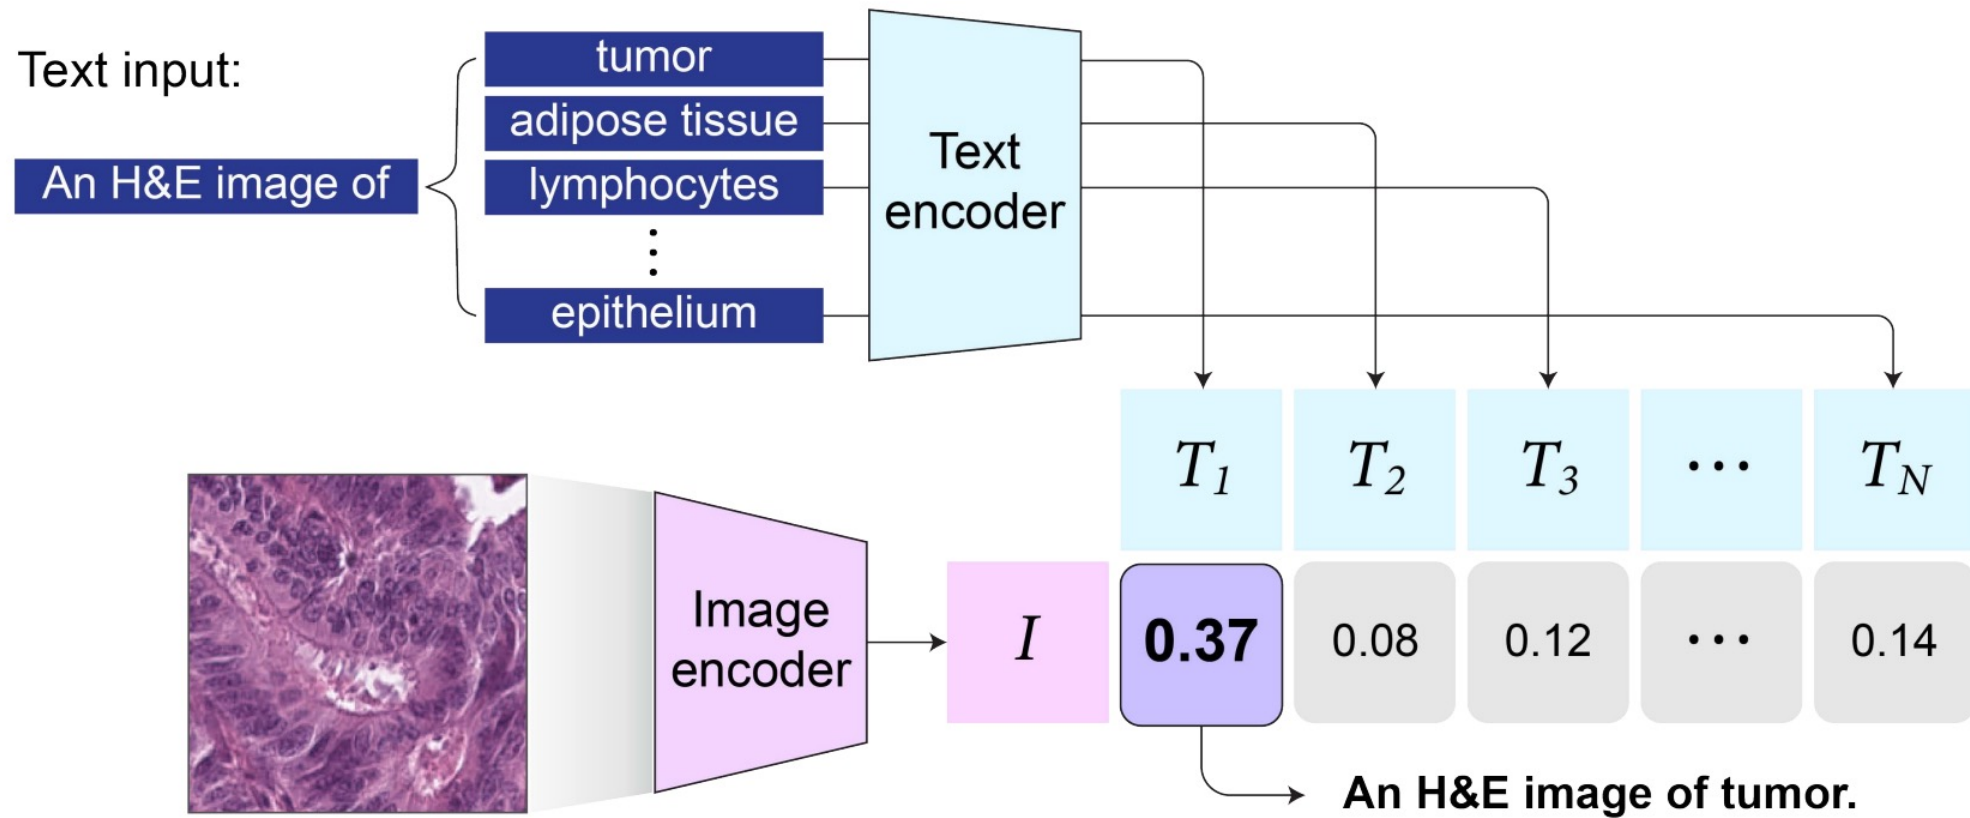 Text input:
An H&E image of
tumor
adipose tissue
lymphocytes
⋮
epithelium
Text
encoder
T1 T2 T3 ⋯ TN
Image
encoder
I 0.37 0.08 0.12 ⋯ 0.14
An H&E image of tumor.